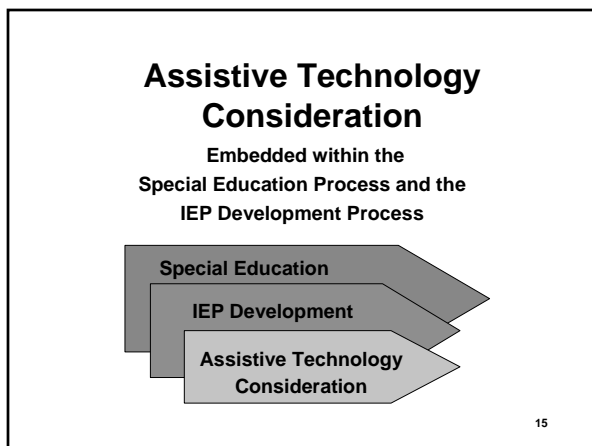 Assistive Technology
Consideration
Embedded within the
Special Education Process and the
IEP Development Process
Special Education
IEP Development
Assistive Technology
Consideration
15